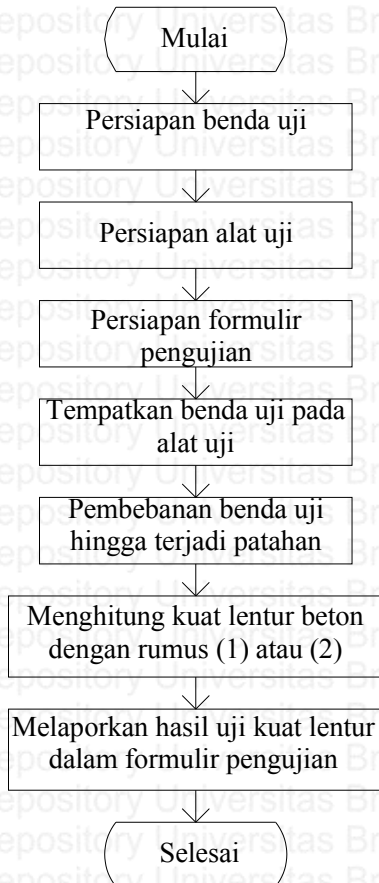 Mulai
Persiapan benda uji
Persiapan alat uji
Persiapan formulir
pengujian
Tempatkan benda uji pada
alat uji
Pembebanan benda uji
hingga terjadi patahan
Menghitung kuat lentur beton
dengan rumus (1) atau (2)
Melaporkan hasil uji kuat lentur
dalam formulir pengujian
Selesai